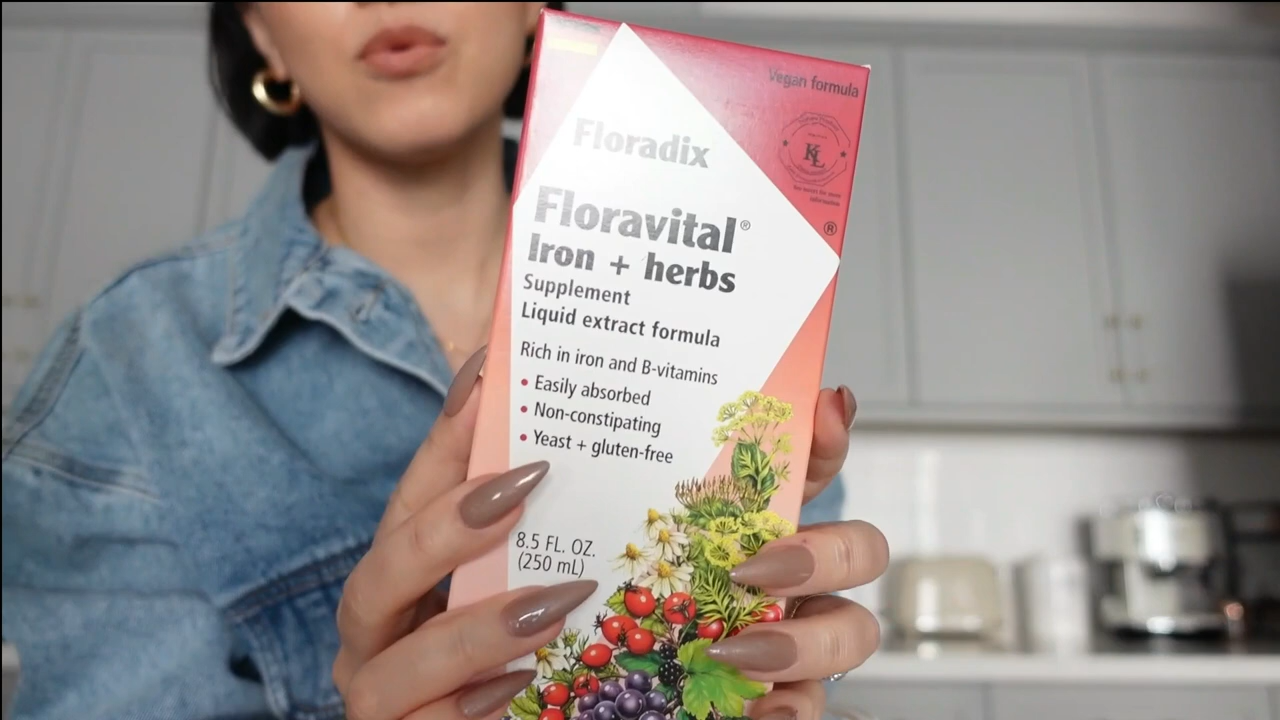 Vegan formula
Floradix
KL
Floravital®
Iron + herbs
Supplement
Liquid extract formula
Rich in iron and B-vitamins
• Easily absorbed
• Non-constipating
• Yeast + gluten-free
8.5 FL. OZ.
(250 mL)
®